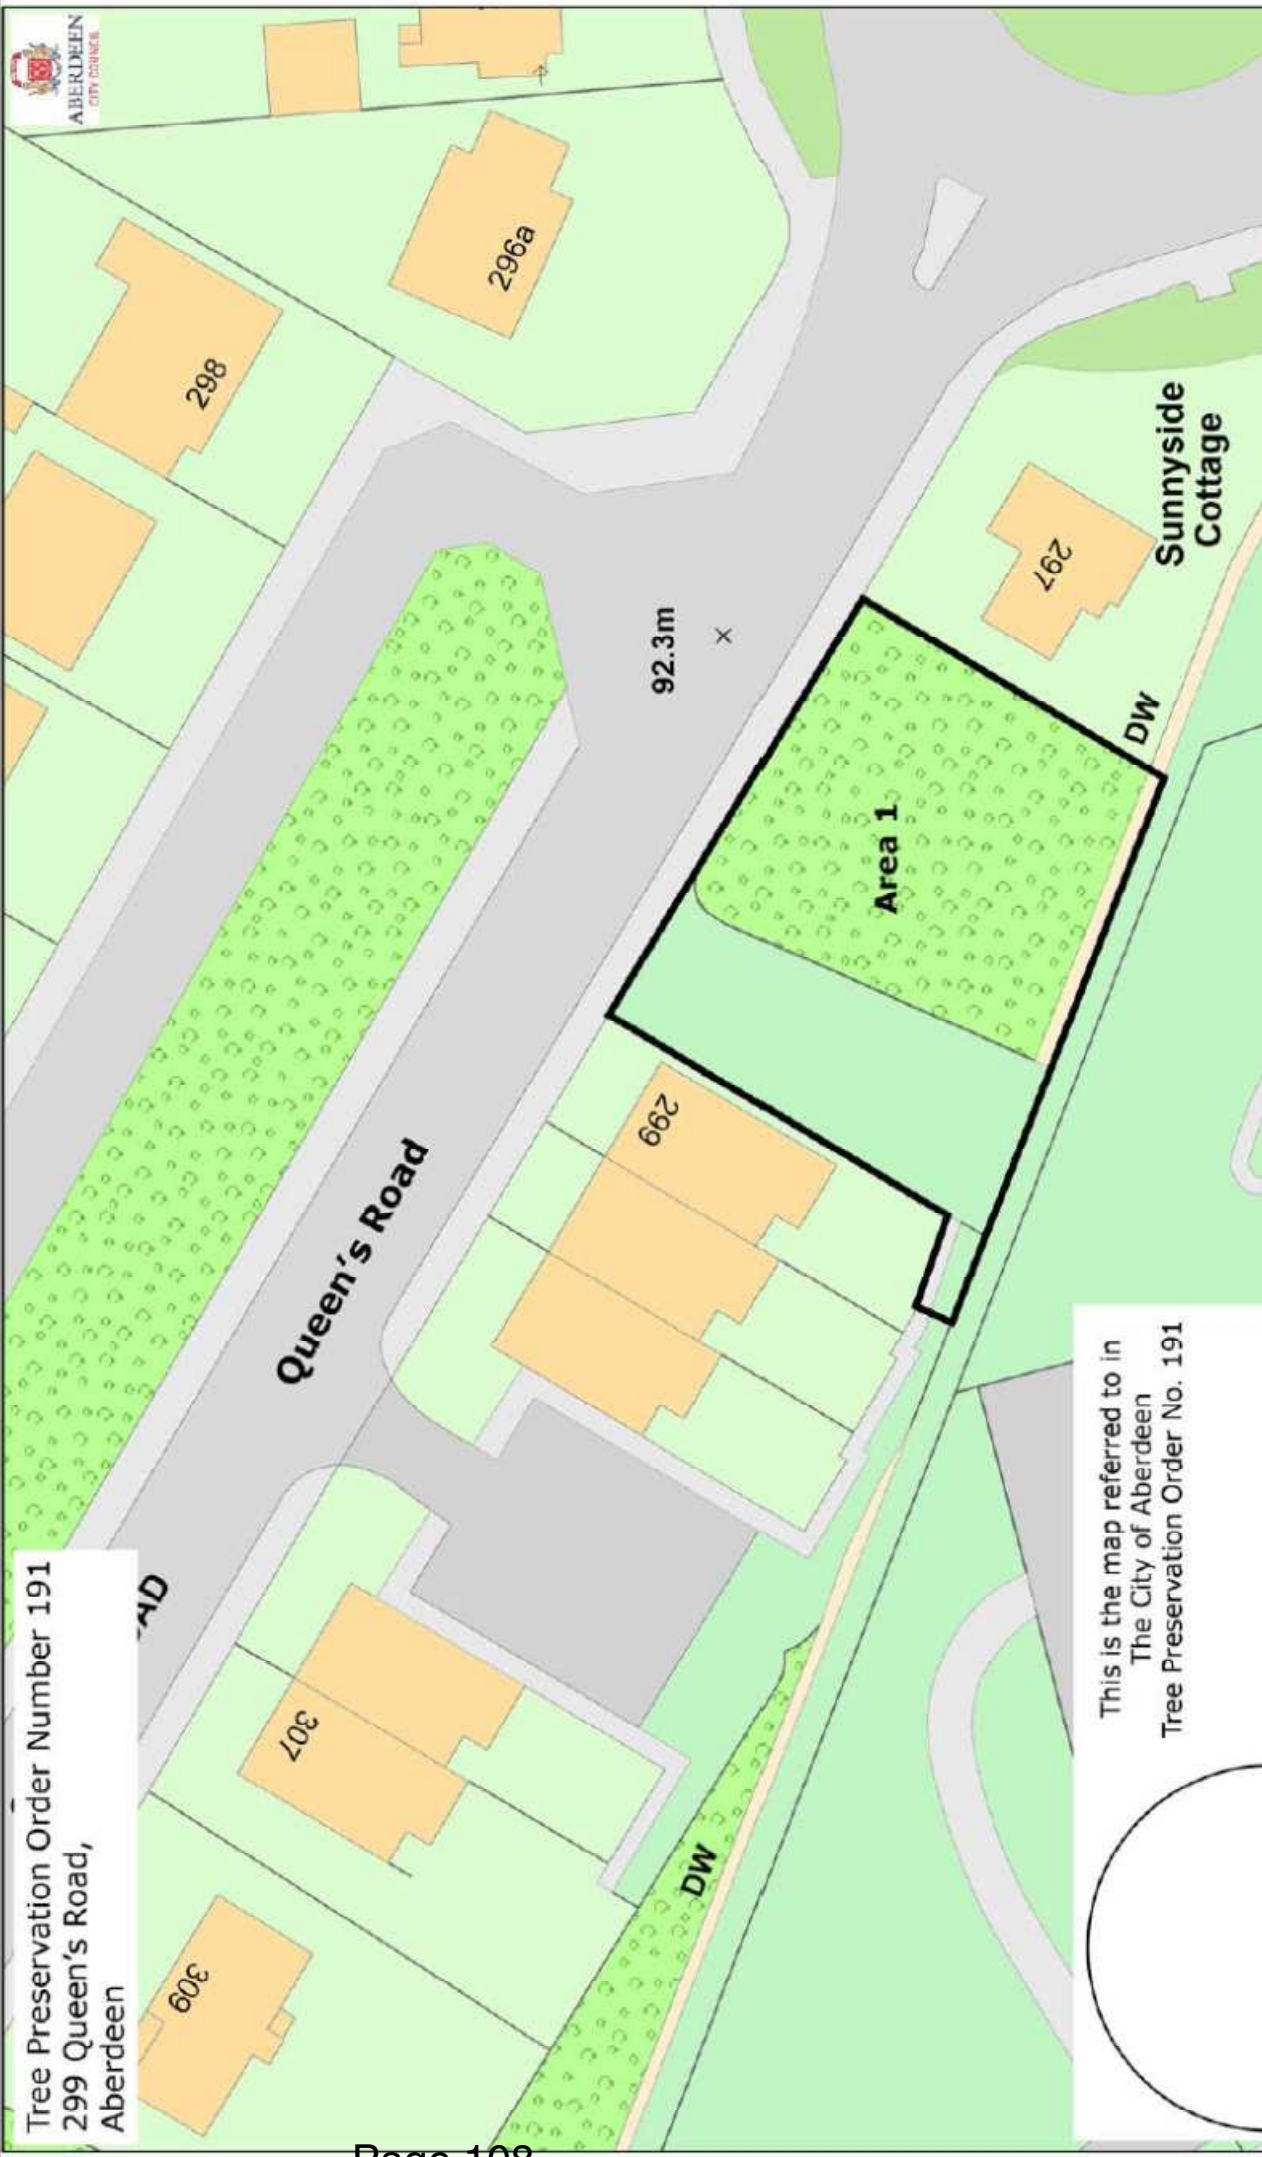 Tree Preservation Order Number 191
299 Queen's Road,
Aberdeen
ABERDEEN
CITY COUNCIL
298
296a
92.3m
Queen's Road
299
307
309
297
Sunnyside
Cottage
Area 1
DW
DW
This is the map referred to in
The City of Aberdeen
Tree Preservation Order No. 191